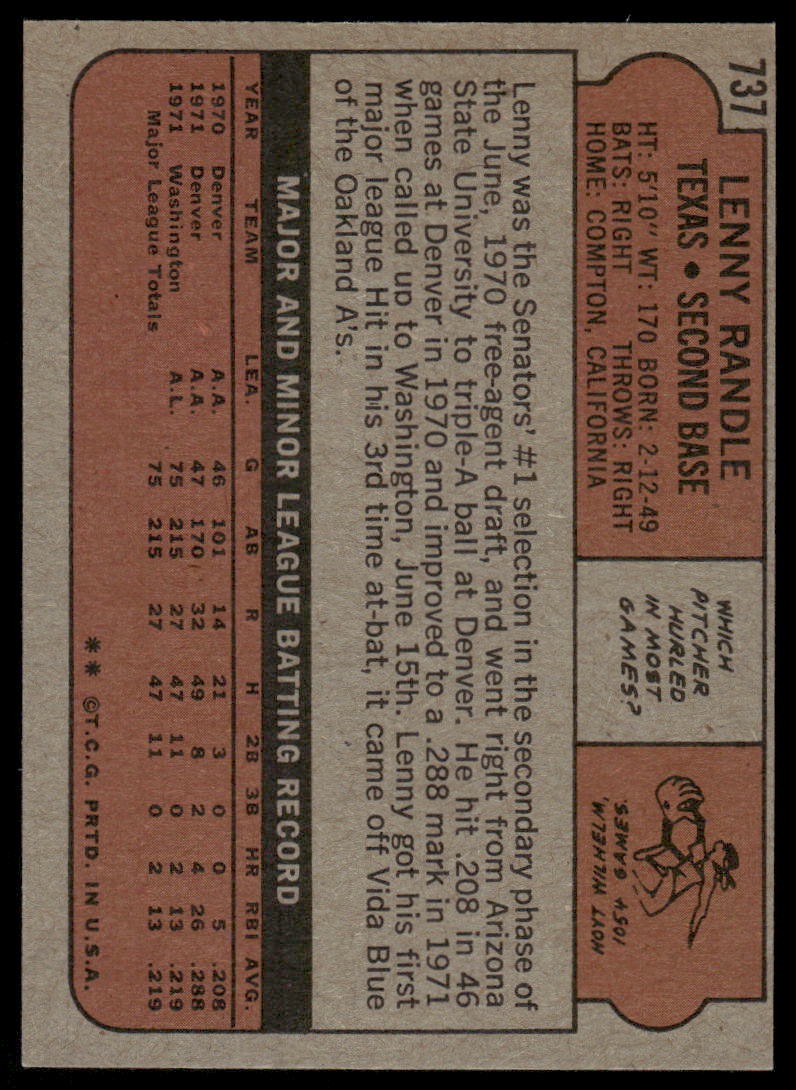 737
LENNY RANDLE
TEXAS • SECOND BASE
HT: 5'10" WT: 170 BORN: 2-12-49
BATS: RIGHT THROWS: RIGHT
HOME: COMPTON, CALIFORNIA
WHICH
PITCHER
HURLED
IN MOST
GAMES?
HOYT WILHELM,
1054 GAMES.
Lenny was the Senators' #1 selection in the secondary phase of
the June, 1970 free-agent draft, and went right from Arizona
State University to triple-A ball at Denver. He hit .208 in 46
games at Denver in 1970 and improved to a .288 mark in 1971
when called up to Washington, June 15th. Lenny got his first
major league Hit in his 3rd time at-bat, it came off Vida Blue
of the Oakland A's.
MAJOR AND MINOR LEAGUE BATTING RECORD
YEAR TEAM LEA. G AB R H 2B 3B HR RBI AVG.
1970 Denver A.A. 46 101 14 21 3 0 0 5 .208
1971 Denver A.A. 47 170 32 49 8 2 4 26 .288
1971 Washington A.L. 75 215 27 47 11 0 2 13 .219
Major League Totals 75 215 27 47 11 0 2 13 .219
** ©T.C.G. PRTD. IN U.S.A.